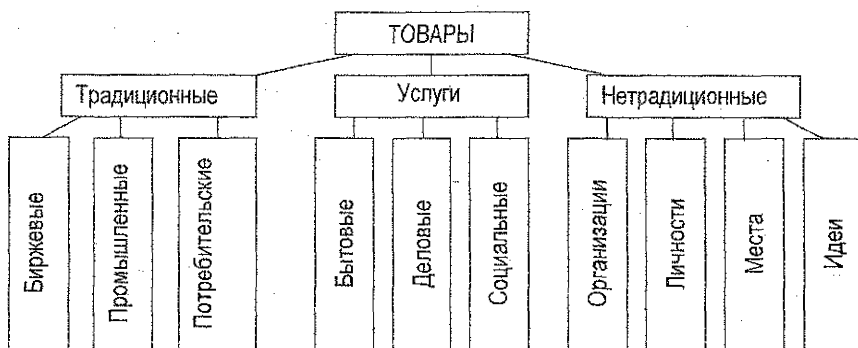 ТОВАРЫ
Традиционные
Услуги
Нетрадиционные
Биржевые
Промышленные
Потребительские
Бытовые
Деловые
Социальные
Организации
Личности
Места
Идеи